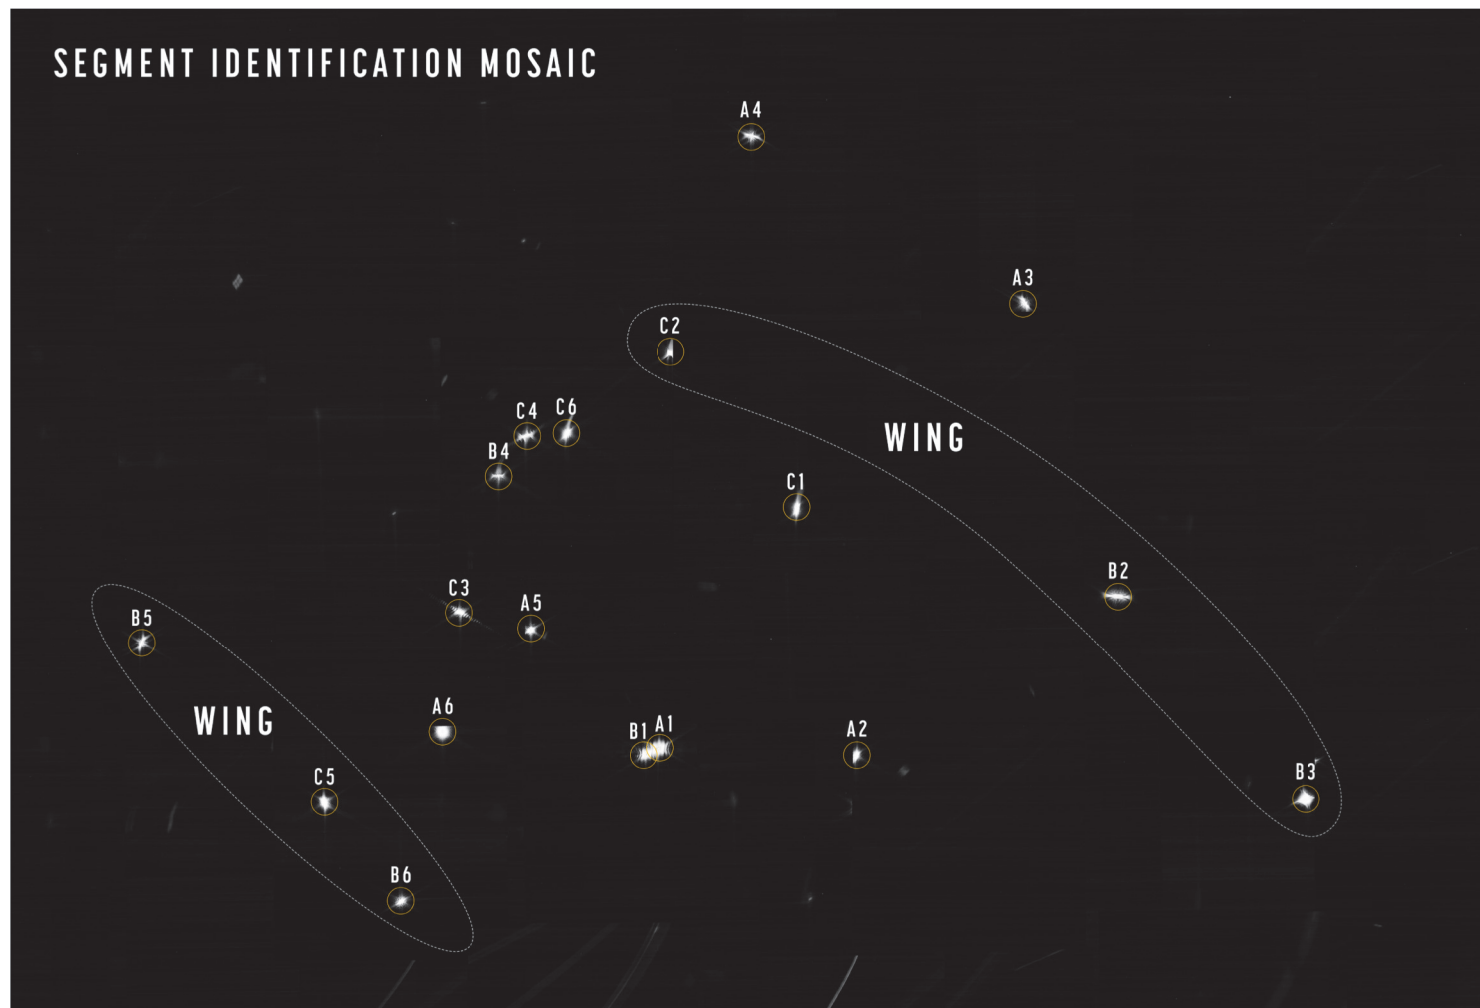 SEGMENT IDENTIFICATION MOSAIC
A4
A3
C2
C4 C6
WING
B4
C1
B2
C3
A5
B5
WING
A6
B1 A1
A2
C5
B3
B6